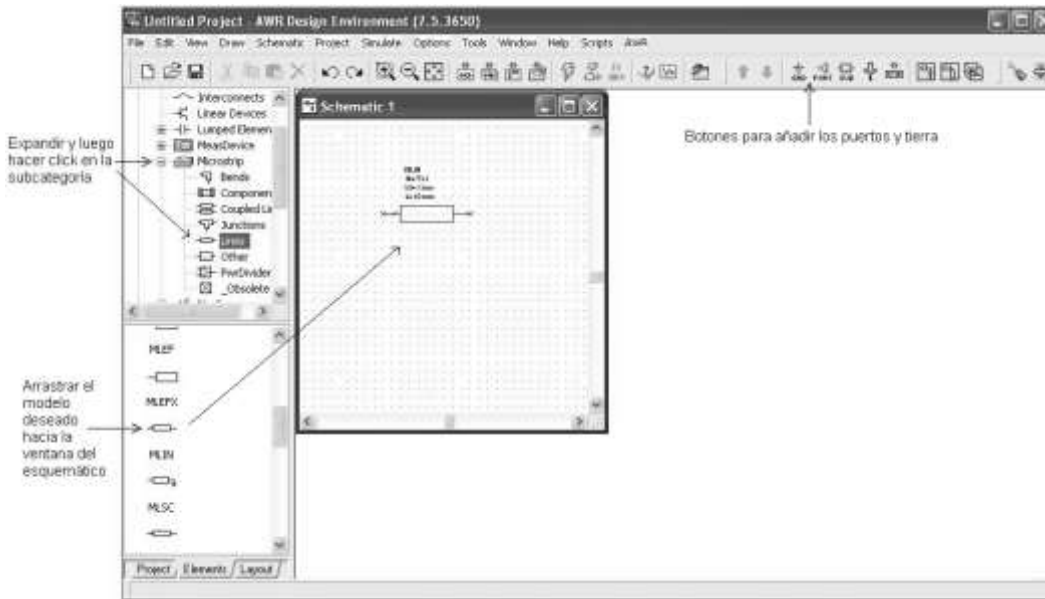 Untitled Project - AWR Design Environment (7.5.3650)
File Edit View Draw Schematic Project Simulate Options Tools Window Help Scripts AWR
Interconnects
Linear Devices
Lumped Elemen
MeasDevice
Microstrip
Bends
Componen
Coupled Li
Junctions
Lines
Other
PwrDivider
_Obsolete
Schematic 1
Expandir y luego
hacer click en la
subcategoría
Botones para añadir los puertos y tierra
MLIN
MLEF
MLEFX
MLIN
MLSC
Arrastrar el
modelo
deseado
hacia la
ventana del
esquemático
Project Elements Layout